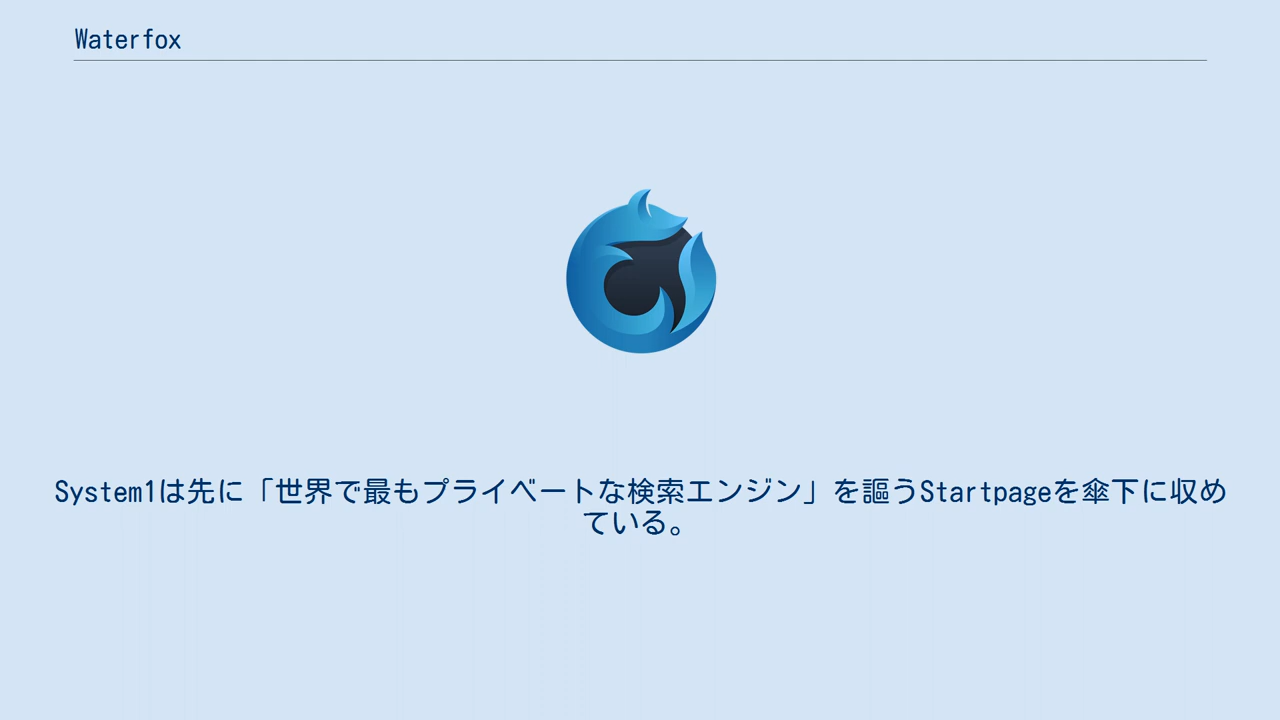 Waterfox
System1は先に「世界で最もプライベートな検索エンジン」を謳うStartpageを傘下に収め
ている。